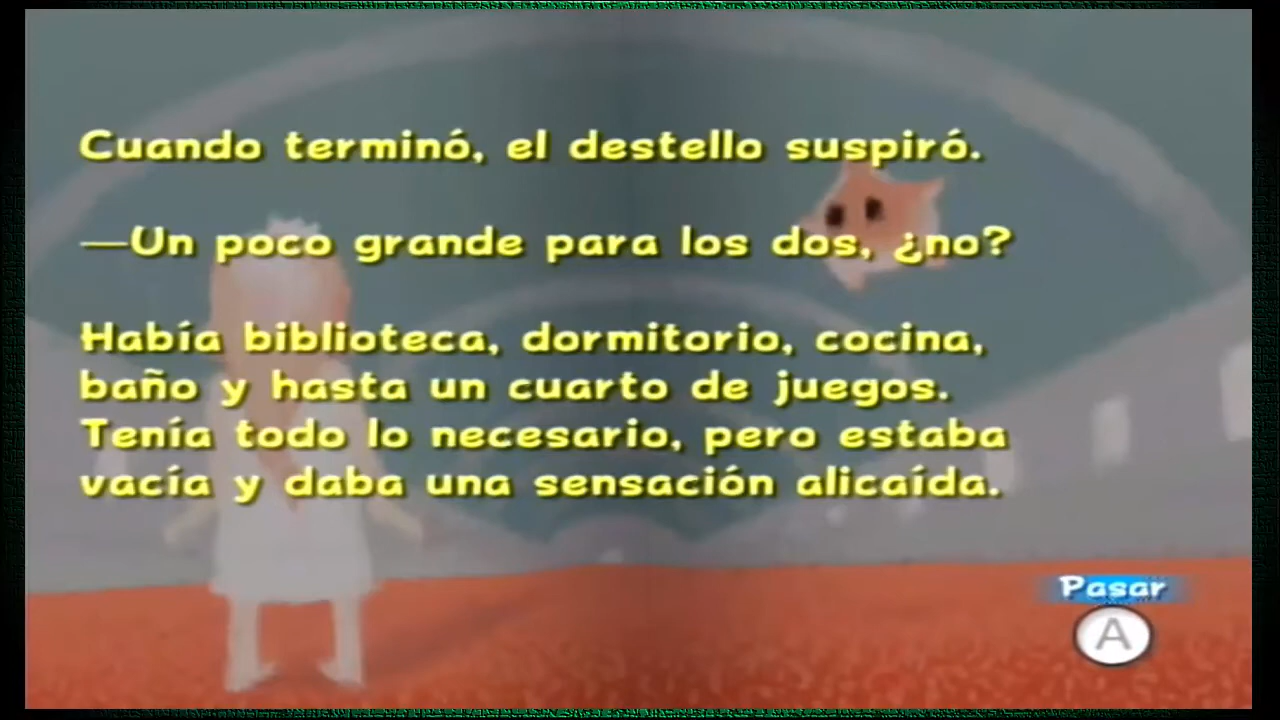 Cuando terminó, el destello suspiró.
—Un poco grande para los dos, ¿no?
Había biblioteca, dormitorio, cocina,
baño y hasta un cuarto de juegos.
Tenía todo lo necesario, pero estaba
vacía y daba una sensación alicaída.
Pasar
A